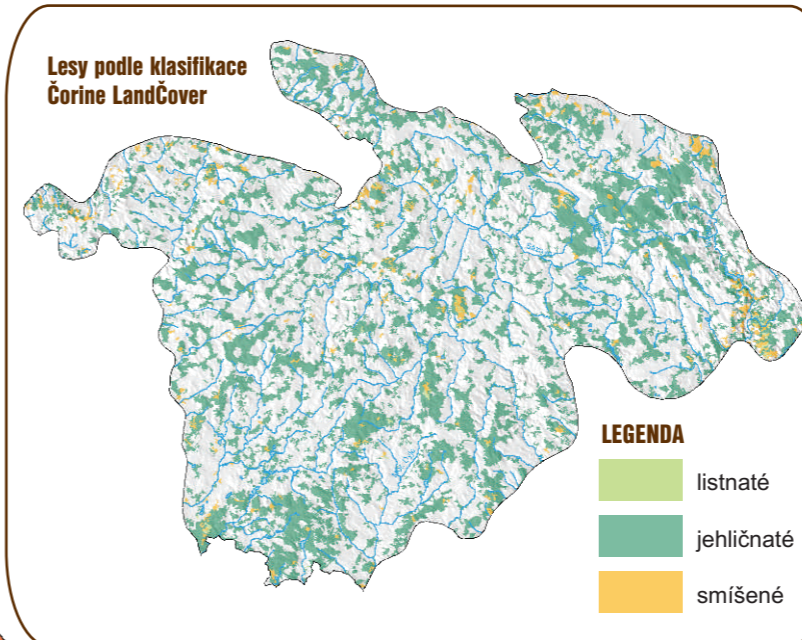 Lesy podle klasifikace
Čorine LandČover
LEGENDA
listnaté
jehličnaté
smíšené